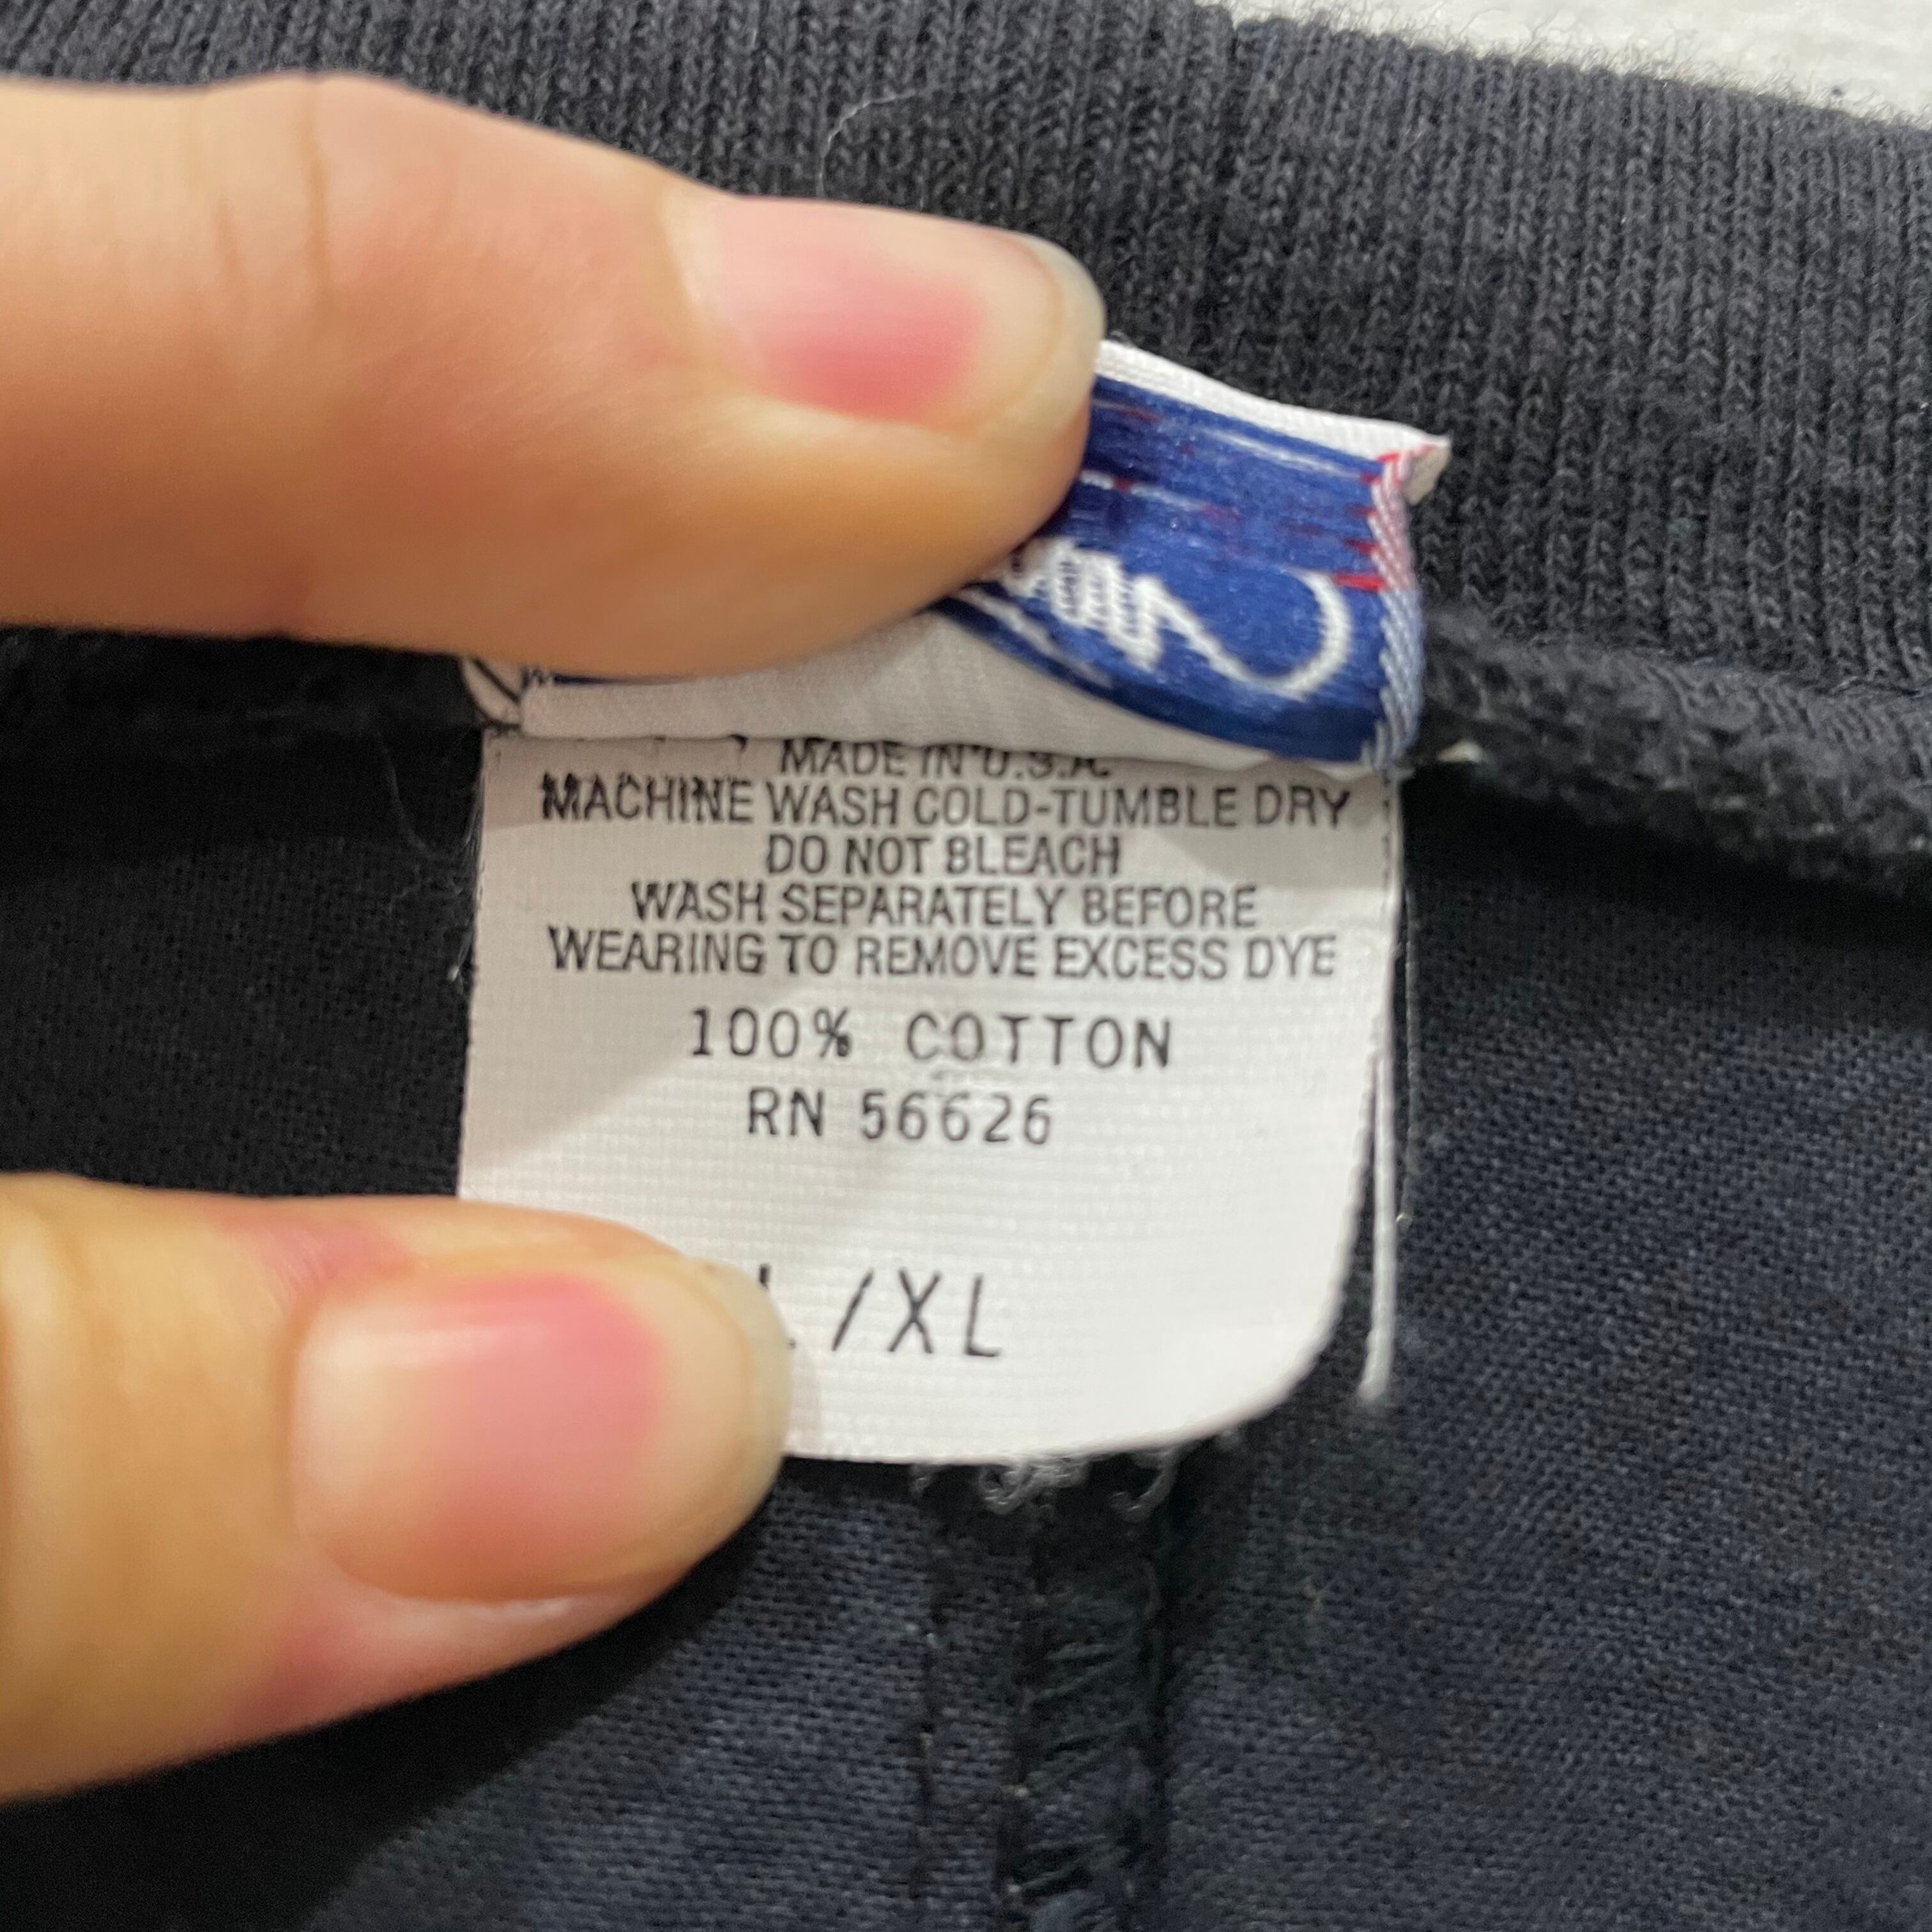 MADE IN U.S.A.
MACHINE WASH COLD-TUMBLE DRY
DO NOT BLEACH
WASH SEPARATELY BEFORE
WEARING TO REMOVE EXCESS DYE
100% COTTON
RN 56626
L/XL